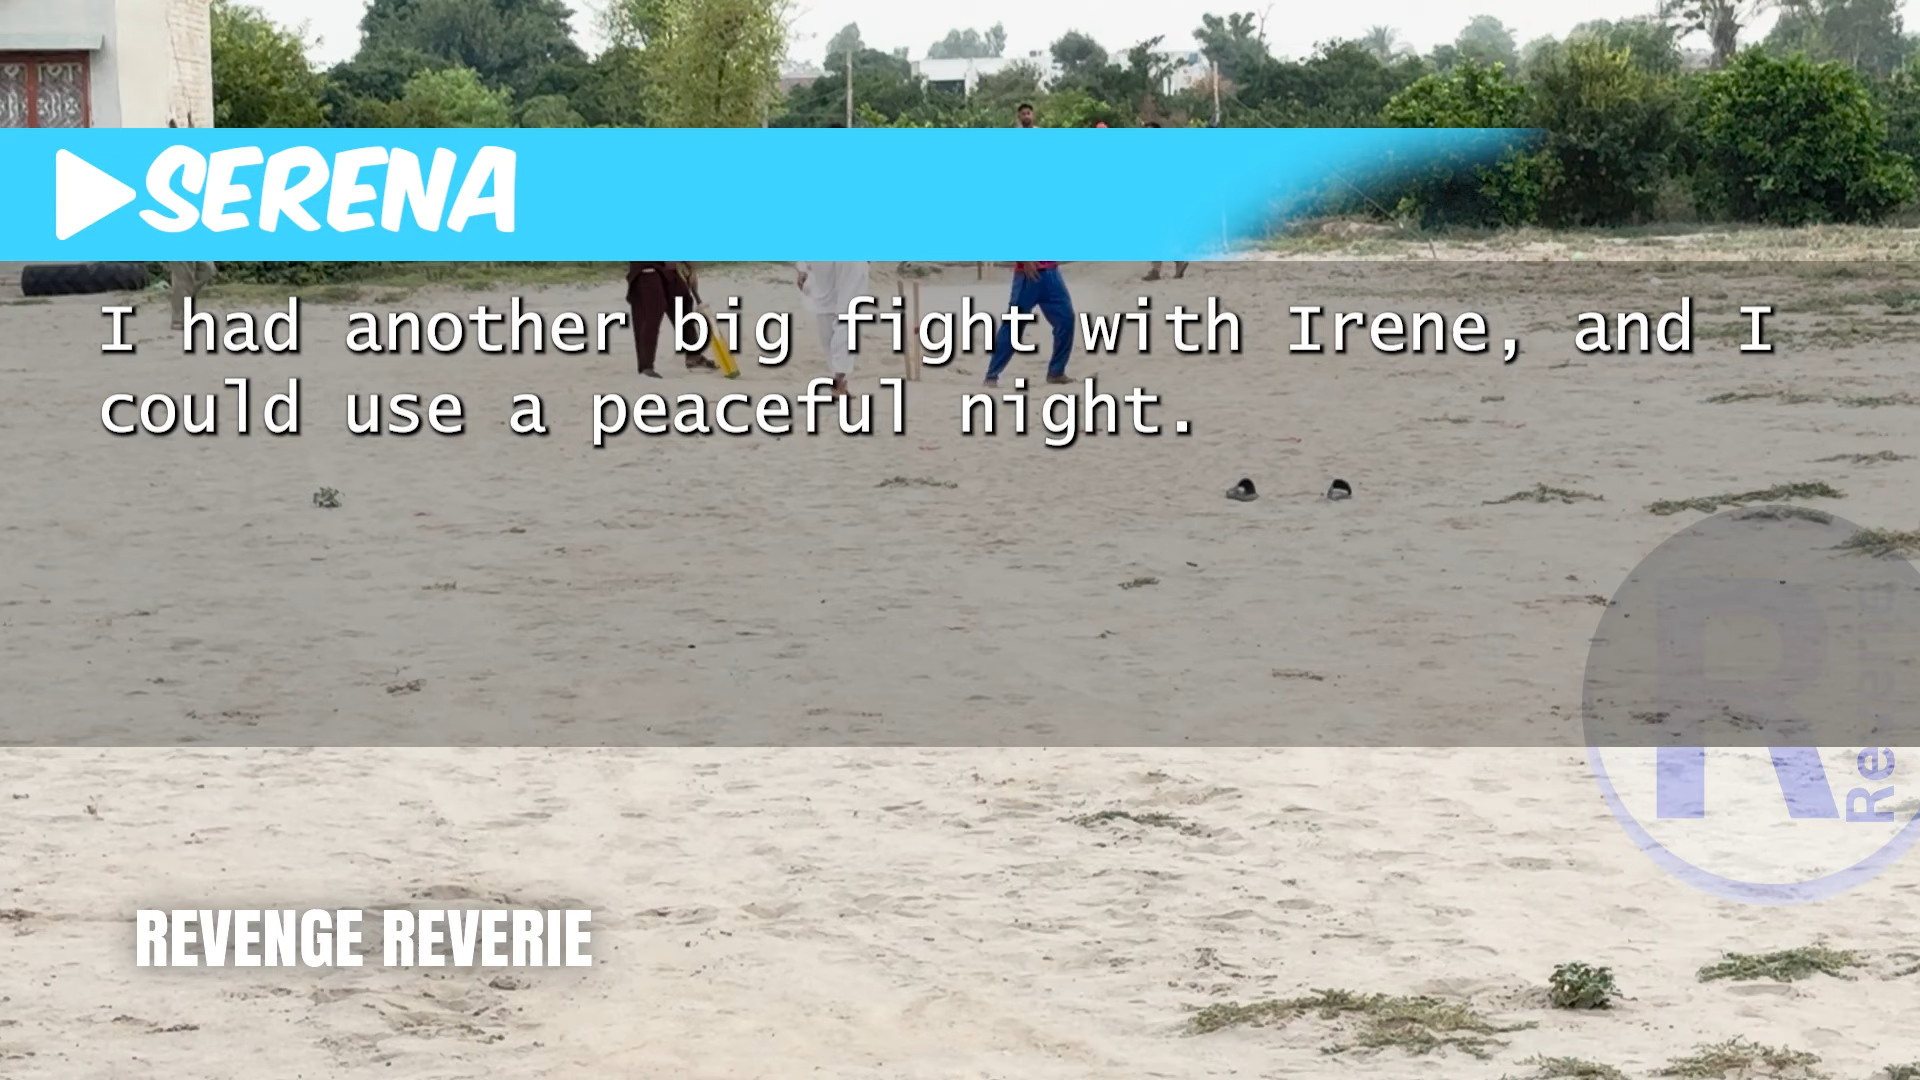 SERENA
I had another big fight with Irene, and I
could use a peaceful night.
R
REVENGE REVERIE